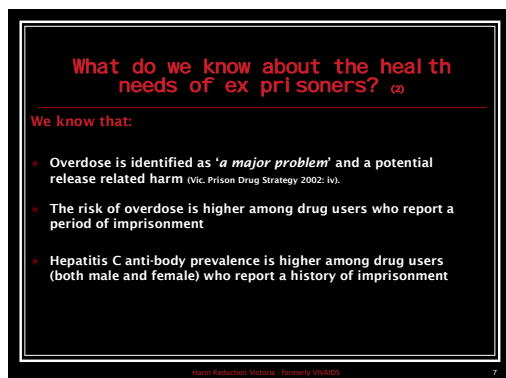 What do we know about the health
needs of ex prisoners? (2)
We know that:
* Overdose is identified as ‘a major problem’ and a potential
release related harm (Vic. Prison Drug Strategy 2002: iv).
* The risk of overdose is higher among drug users who report a
period of imprisonment
* Hepatitis C anti-body prevalence is higher among drug users
(both male and female) who report a history of imprisonment
Harm Reduction Victoria - formerly VIVAIDS
7